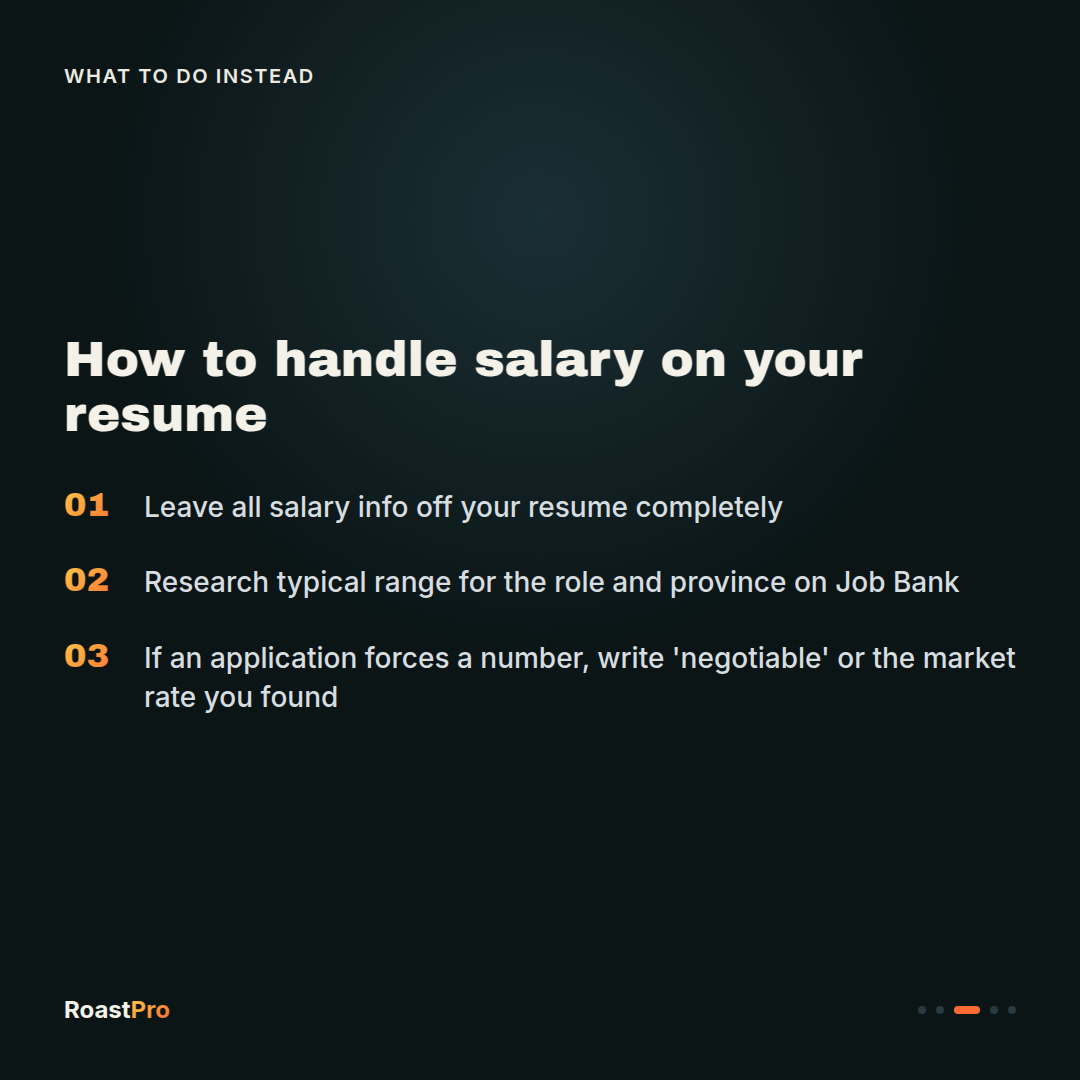 WHAT TO DO INSTEAD
How to handle salary on your
resume
01 Leave all salary info off your resume completely
02 Research typical range for the role and province on Job Bank
03 If an application forces a number, write 'negotiable' or the market
rate you found
RoastPro